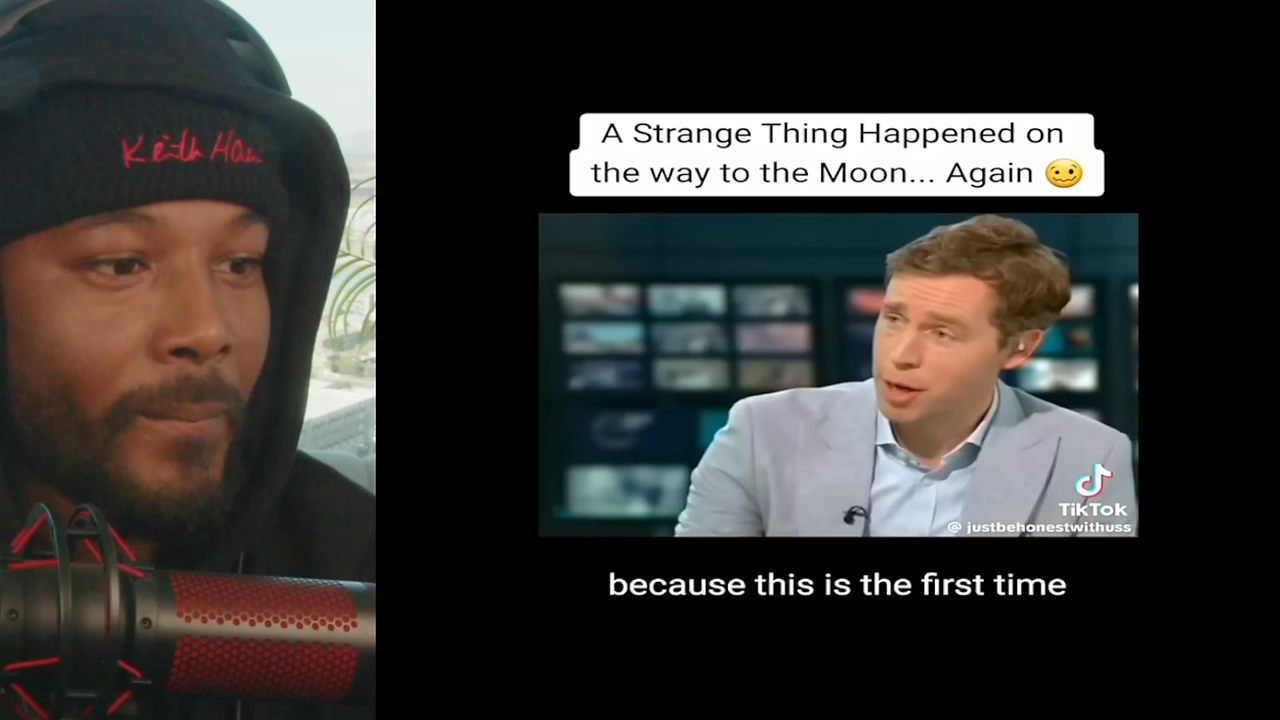 Keith
A Strange Thing Happened on
the way to the Moon... Again 🥴
TikTok
@ justbehonestwithuss
because this is the first time